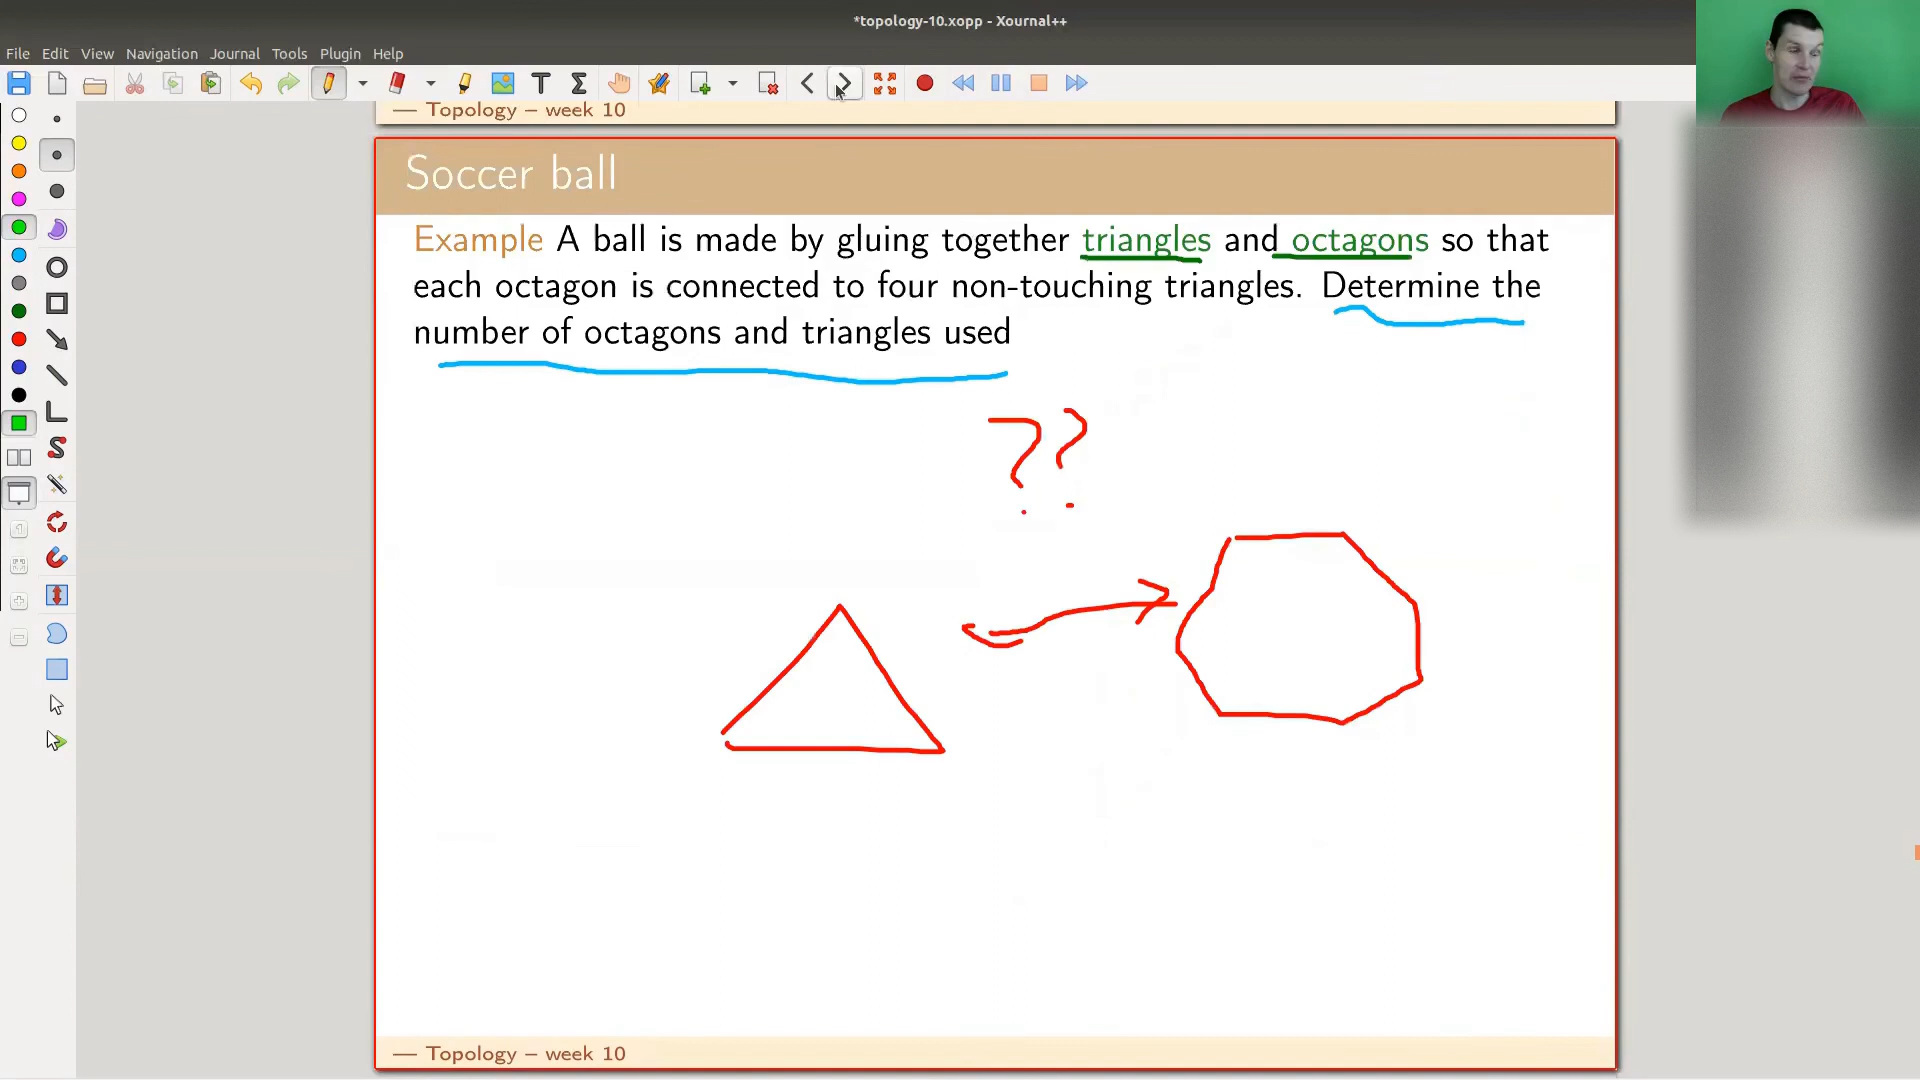 *topology-10.xopp - Xournal++
File Edit View Navigation Journal Tools Plugin Help
— Topology – week 10
Soccer ball
Example A ball is made by gluing together triangles and octagons so that
each octagon is connected to four non-touching triangles. Determine the
number of octagons and triangles used
??
— Topology – week 10